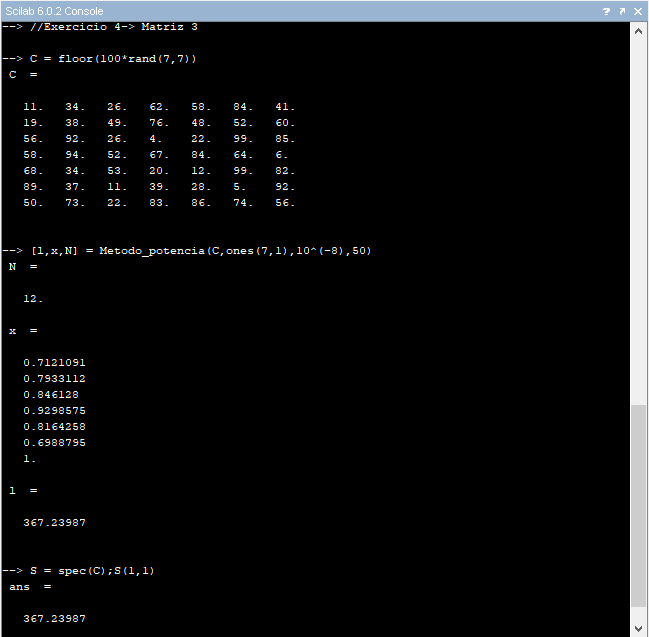 Scilab 6.0.2 Console
--> //Exercicio 4-> Matriz 3
--> C = floor(100*rand(7,7))
C =
11. 34. 26. 62. 58. 84. 41.
19. 38. 49. 76. 48. 52. 60.
56. 92. 26. 4. 22. 99. 85.
58. 94. 52. 67. 84. 64. 6.
68. 34. 53. 20. 12. 99. 82.
89. 37. 11. 39. 28. 5. 92.
50. 73. 22. 83. 86. 74. 56.
--> [l,x,N] = Metodo_potencia(C,ones(7,1),10^(-8),50)
N =
12.
x =
0.7121091
0.7933112
0.846128
0.9298575
0.8164258
0.6988795
1.
l =
367.23987
--> S = spec(C);S(1,1)
ans =
367.23987